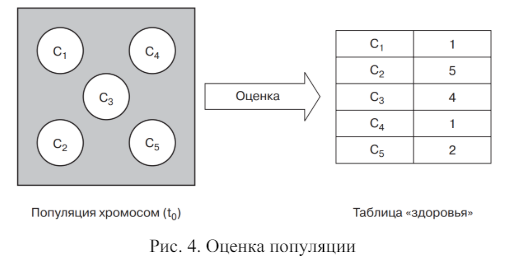 C₁
C₄
C₃
C₂
C₅
Оценка
C₁ 1
C₂ 5
C₃ 4
C₄ 1
C₅ 2
Популяция хромосом (t₀)
Таблица «здоровья»
Рис. 4. Оценка популяции